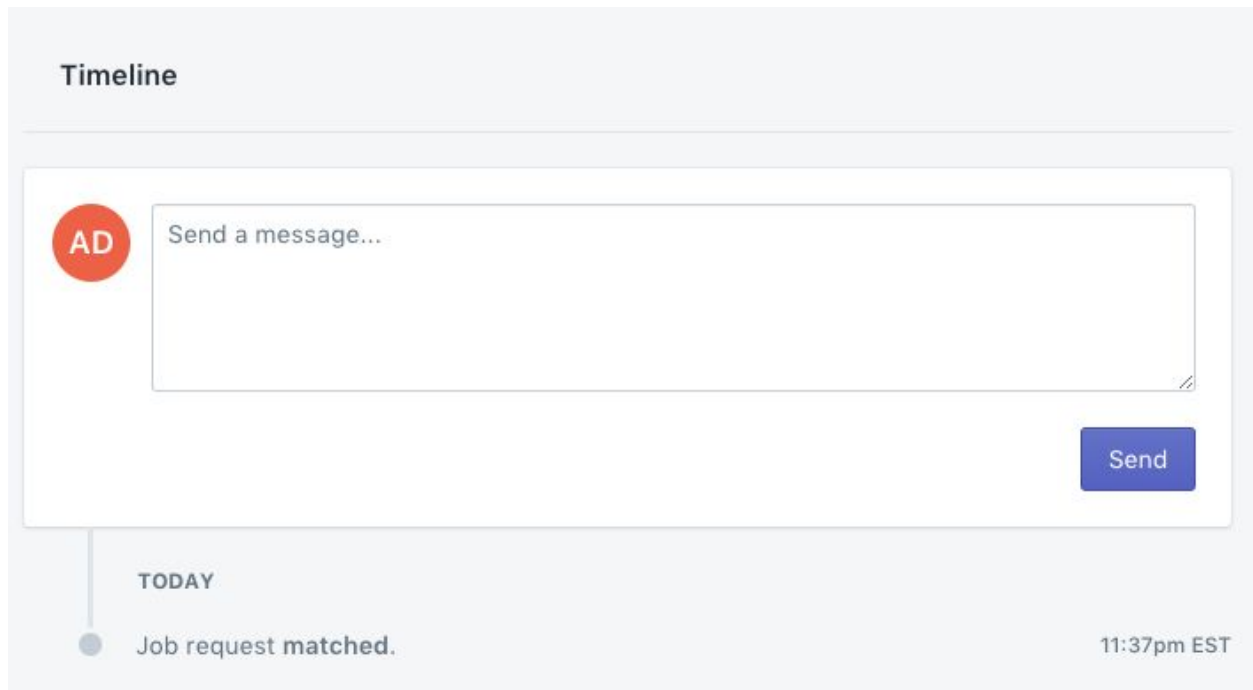 Timeline
AD
Send a message...
Send
TODAY
Job request matched.
11:37pm EST